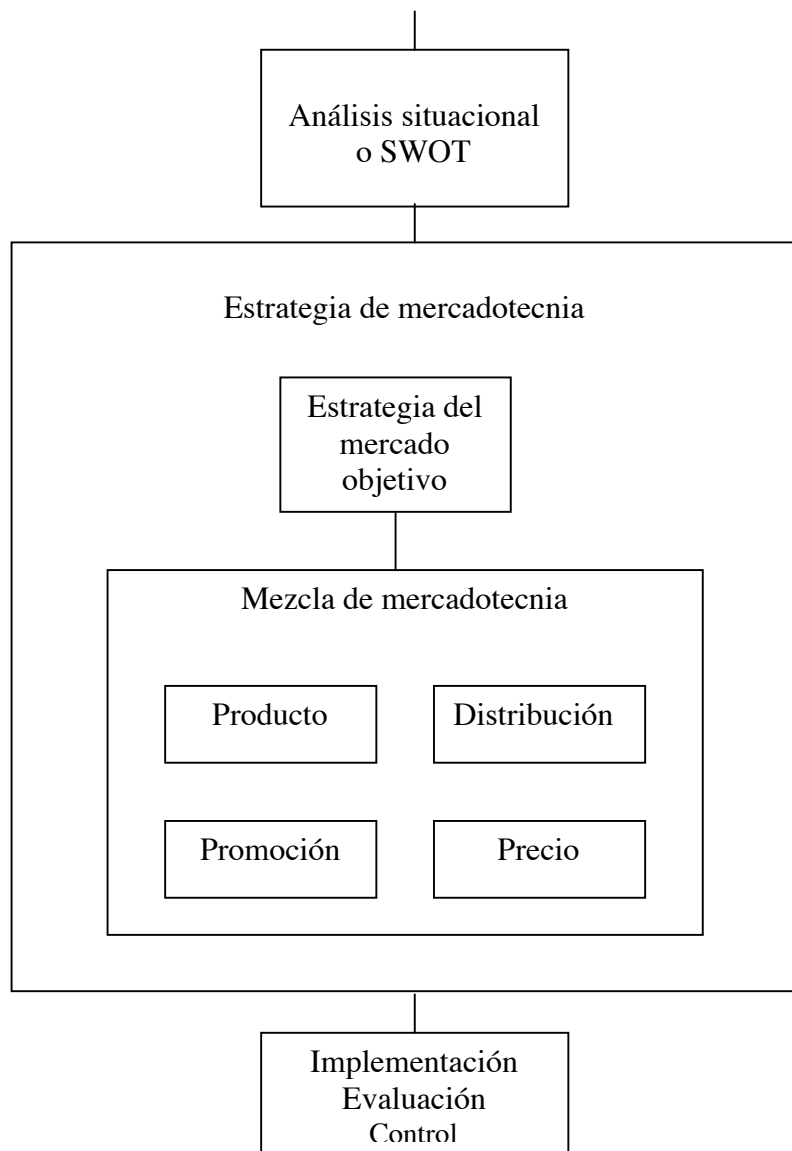 Análisis situacional
o SWOT
Estrategia de mercadotecnia
Estrategia del
mercado
objetivo
Mezcla de mercadotecnia
Producto
Distribución
Promoción
Precio
Implementación
Evaluación
Control